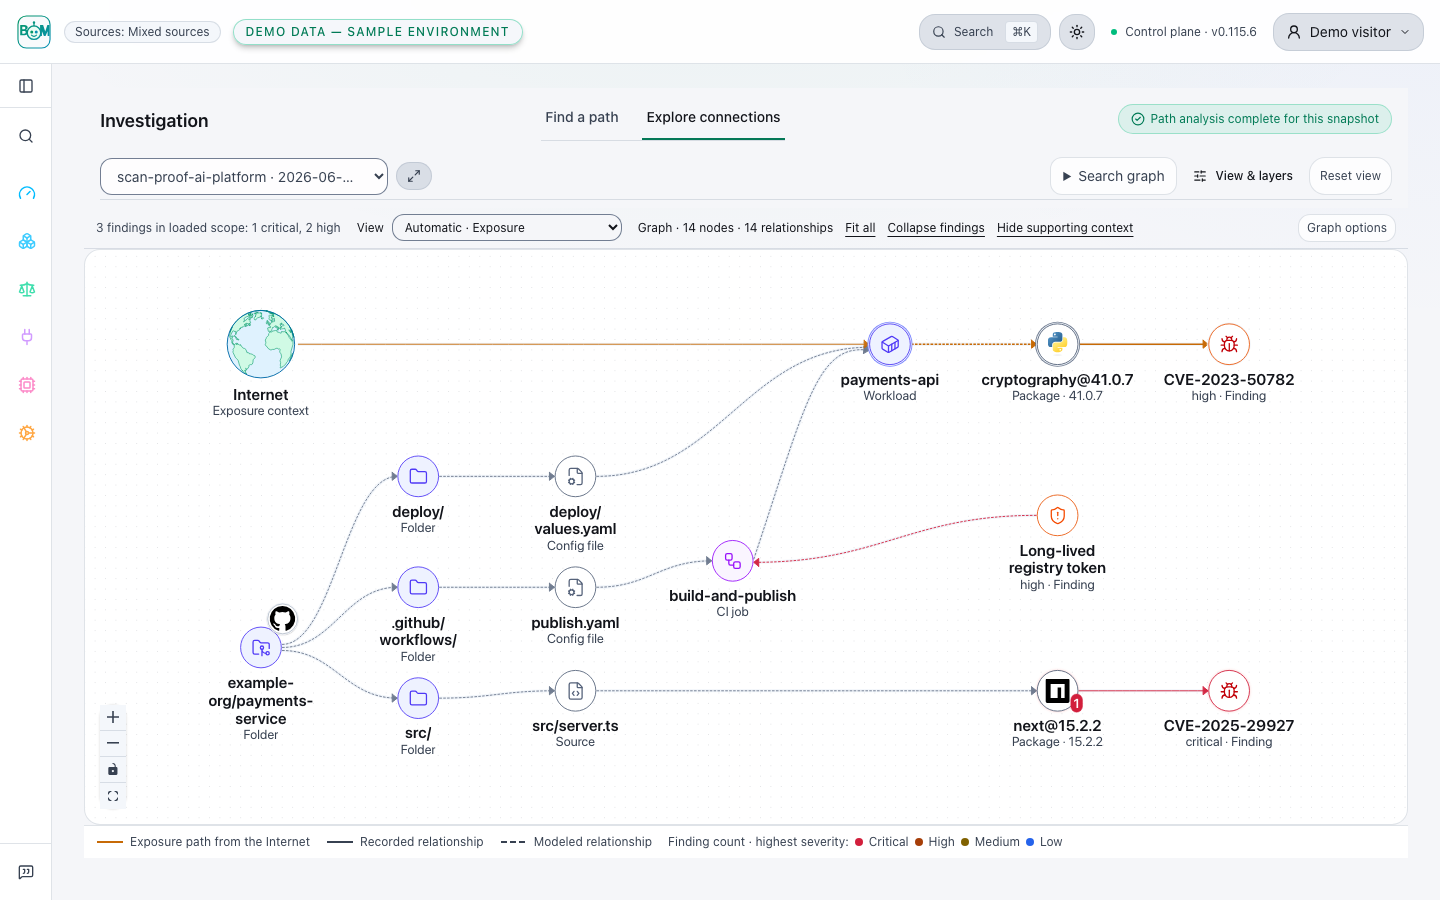 BOM
Sources: Mixed sources
DEMO DATA — SAMPLE ENVIRONMENT
Search ⌘K
Control plane · v0.115.6
Demo visitor
Investigation
Find a path
Explore connections
Path analysis complete for this snapshot
scan-proof-ai-platform · 2026-06-...
Search graph
View & layers
Reset view
3 findings in loaded scope: 1 critical, 2 high
View
Automatic · Exposure
Graph · 14 nodes · 14 relationships
Fit all
Collapse findings
Hide supporting context
Graph options
Internet
Exposure context
payments-api
Workload
cryptography@41.0.7
Package · 41.0.7
CVE-2023-50782
high · Finding
deploy/
Folder
deploy/
values.yaml
Config file
Long-lived
registry token
high · Finding
build-and-publish
CI job
.github/
workflows/
Folder
publish.yaml
Config file
example-
org/payments-
service
Folder
src/
Folder
src/server.ts
Source
1
next@15.2.2
Package · 15.2.2
CVE-2025-29927
critical · Finding
Exposure path from the Internet
Recorded relationship
Modeled relationship
Finding count · highest severity:
Critical
High
Medium
Low